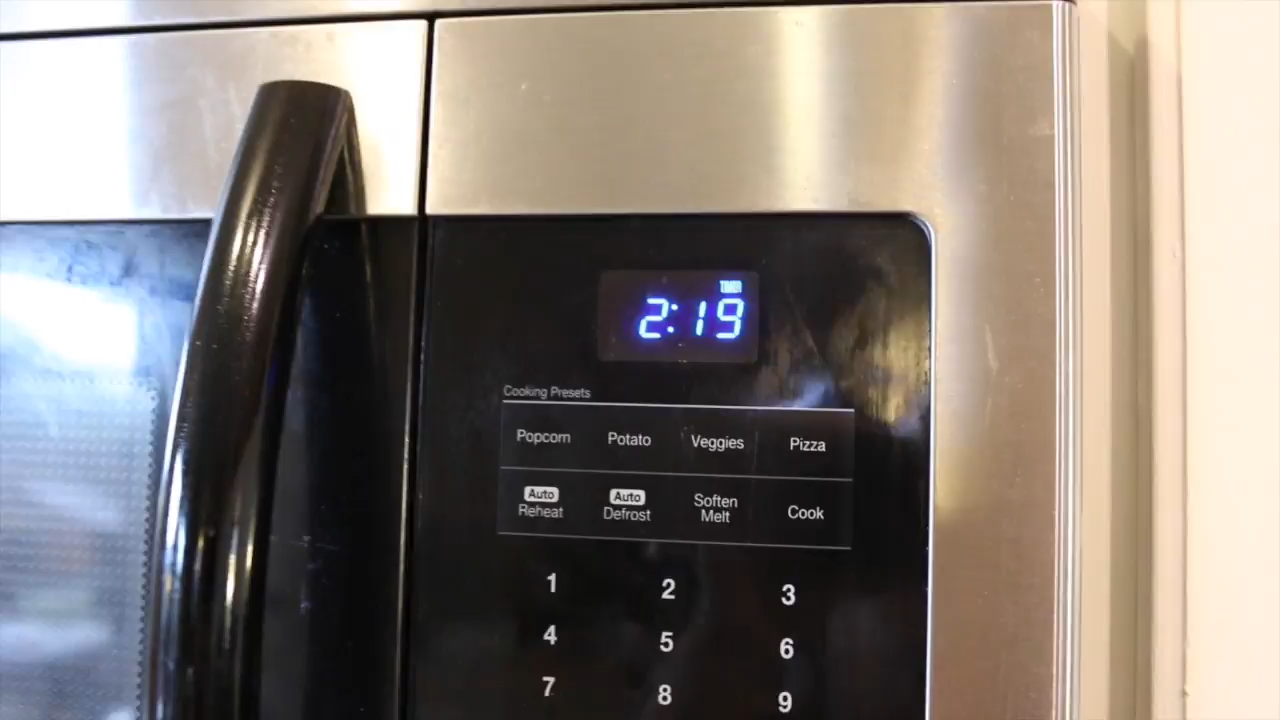 TIMER
2:19
Cooking Presets
Popcorn Potato Veggies Pizza
Auto Reheat Auto Defrost Soften Melt Cook
1 2 3
4 5 6
7 8 9